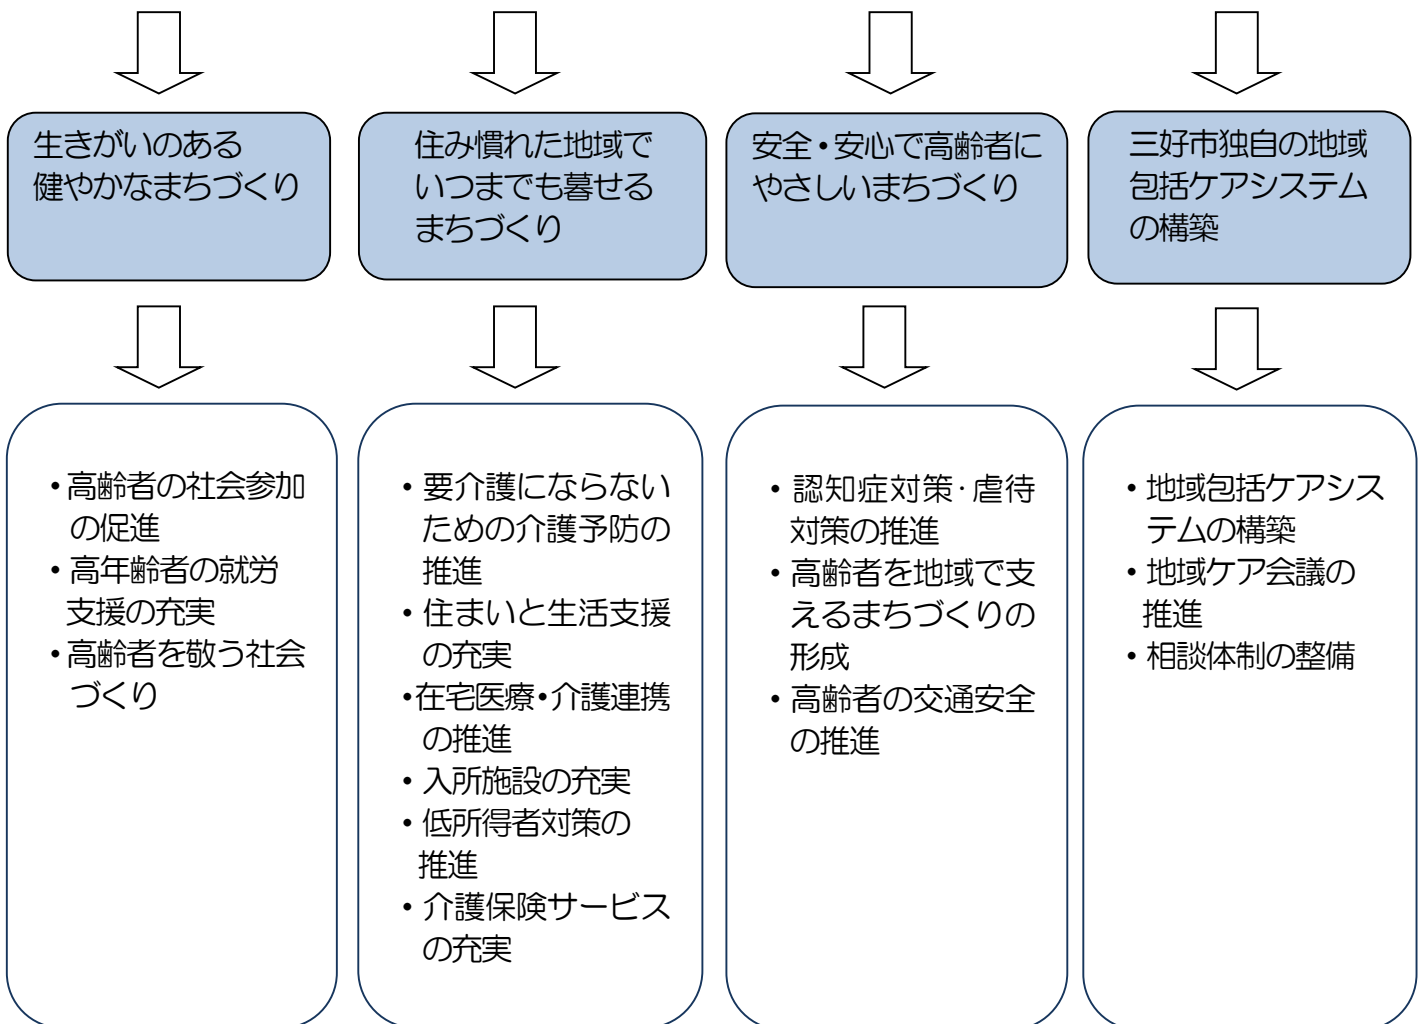 生きがいのある
健やかなまちづくり
住み慣れた地域で
いつまでも暮せる
まちづくり
安全・安心で高齢者に
やさしいまちづくり
三好市独自の地域
包括ケアシステム
の構築
・高齢者の社会参加
の促進
・高年齢者の就労
支援の充実
・高齢者を敬う社会
づくり
・要介護にならない
ための介護予防の
推進
・住まいと生活支援
の充実
・在宅医療・介護連携
の推進
・入所施設の充実
・低所得者対策の
推進
・介護保険サービス
の充実
・認知症対策・虐待
対策の推進
・高齢者を地域で支
えるまちづくりの
形成
・高齢者の交通安全
の推進
・地域包括ケアシス
テムの構築
・地域ケア会議の
推進
・相談体制の整備